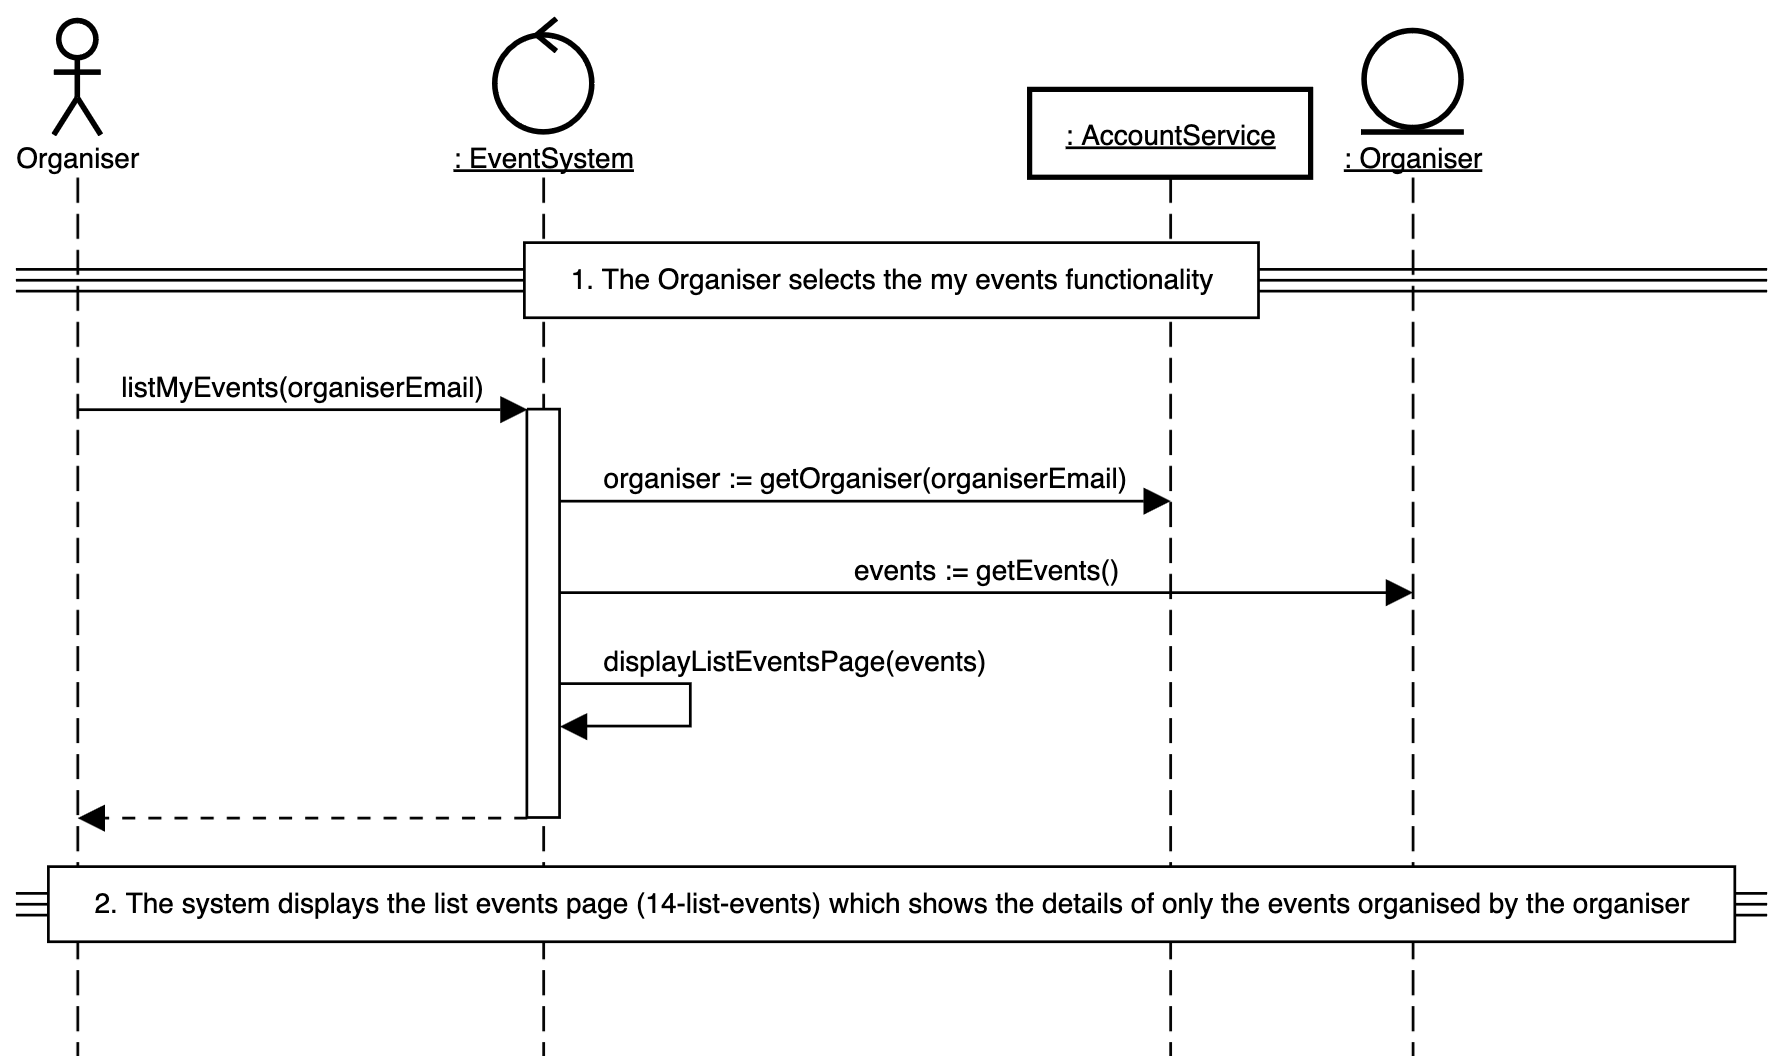 Organiser
: EventSystem
: AccountService
: Organiser
1. The Organiser selects the my events functionality
listMyEvents(organiserEmail)
organiser := getOrganiser(organiserEmail)
events := getEvents()
displayListEventsPage(events)
2. The system displays the list events page (14-list-events) which shows the details of only the events organised by the organiser